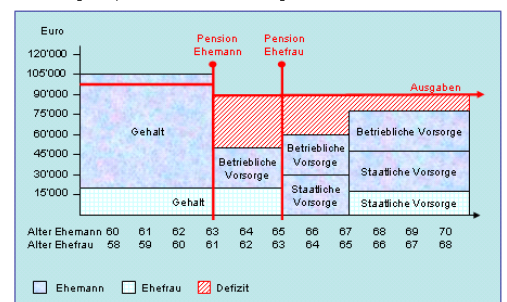 Euro
Pension Ehemann
Pension Ehefrau
120'000
105'000
90'000
75'000
60'000
45'000
30'000
15'000
Ausgaben
Gehalt
Betriebliche Vorsorge
Betriebliche Vorsorge
Betriebliche Vorsorge
Staatliche Vorsorge
Staatliche Vorsorge
Gehalt
Staatliche Vorsorge
Alter Ehemann 60 61 62 63 64 65 66 67 68 69 70
Alter Ehefrau 58 59 60 61 62 63 64 65 66 67 68
Ehemann Ehefrau Defizit